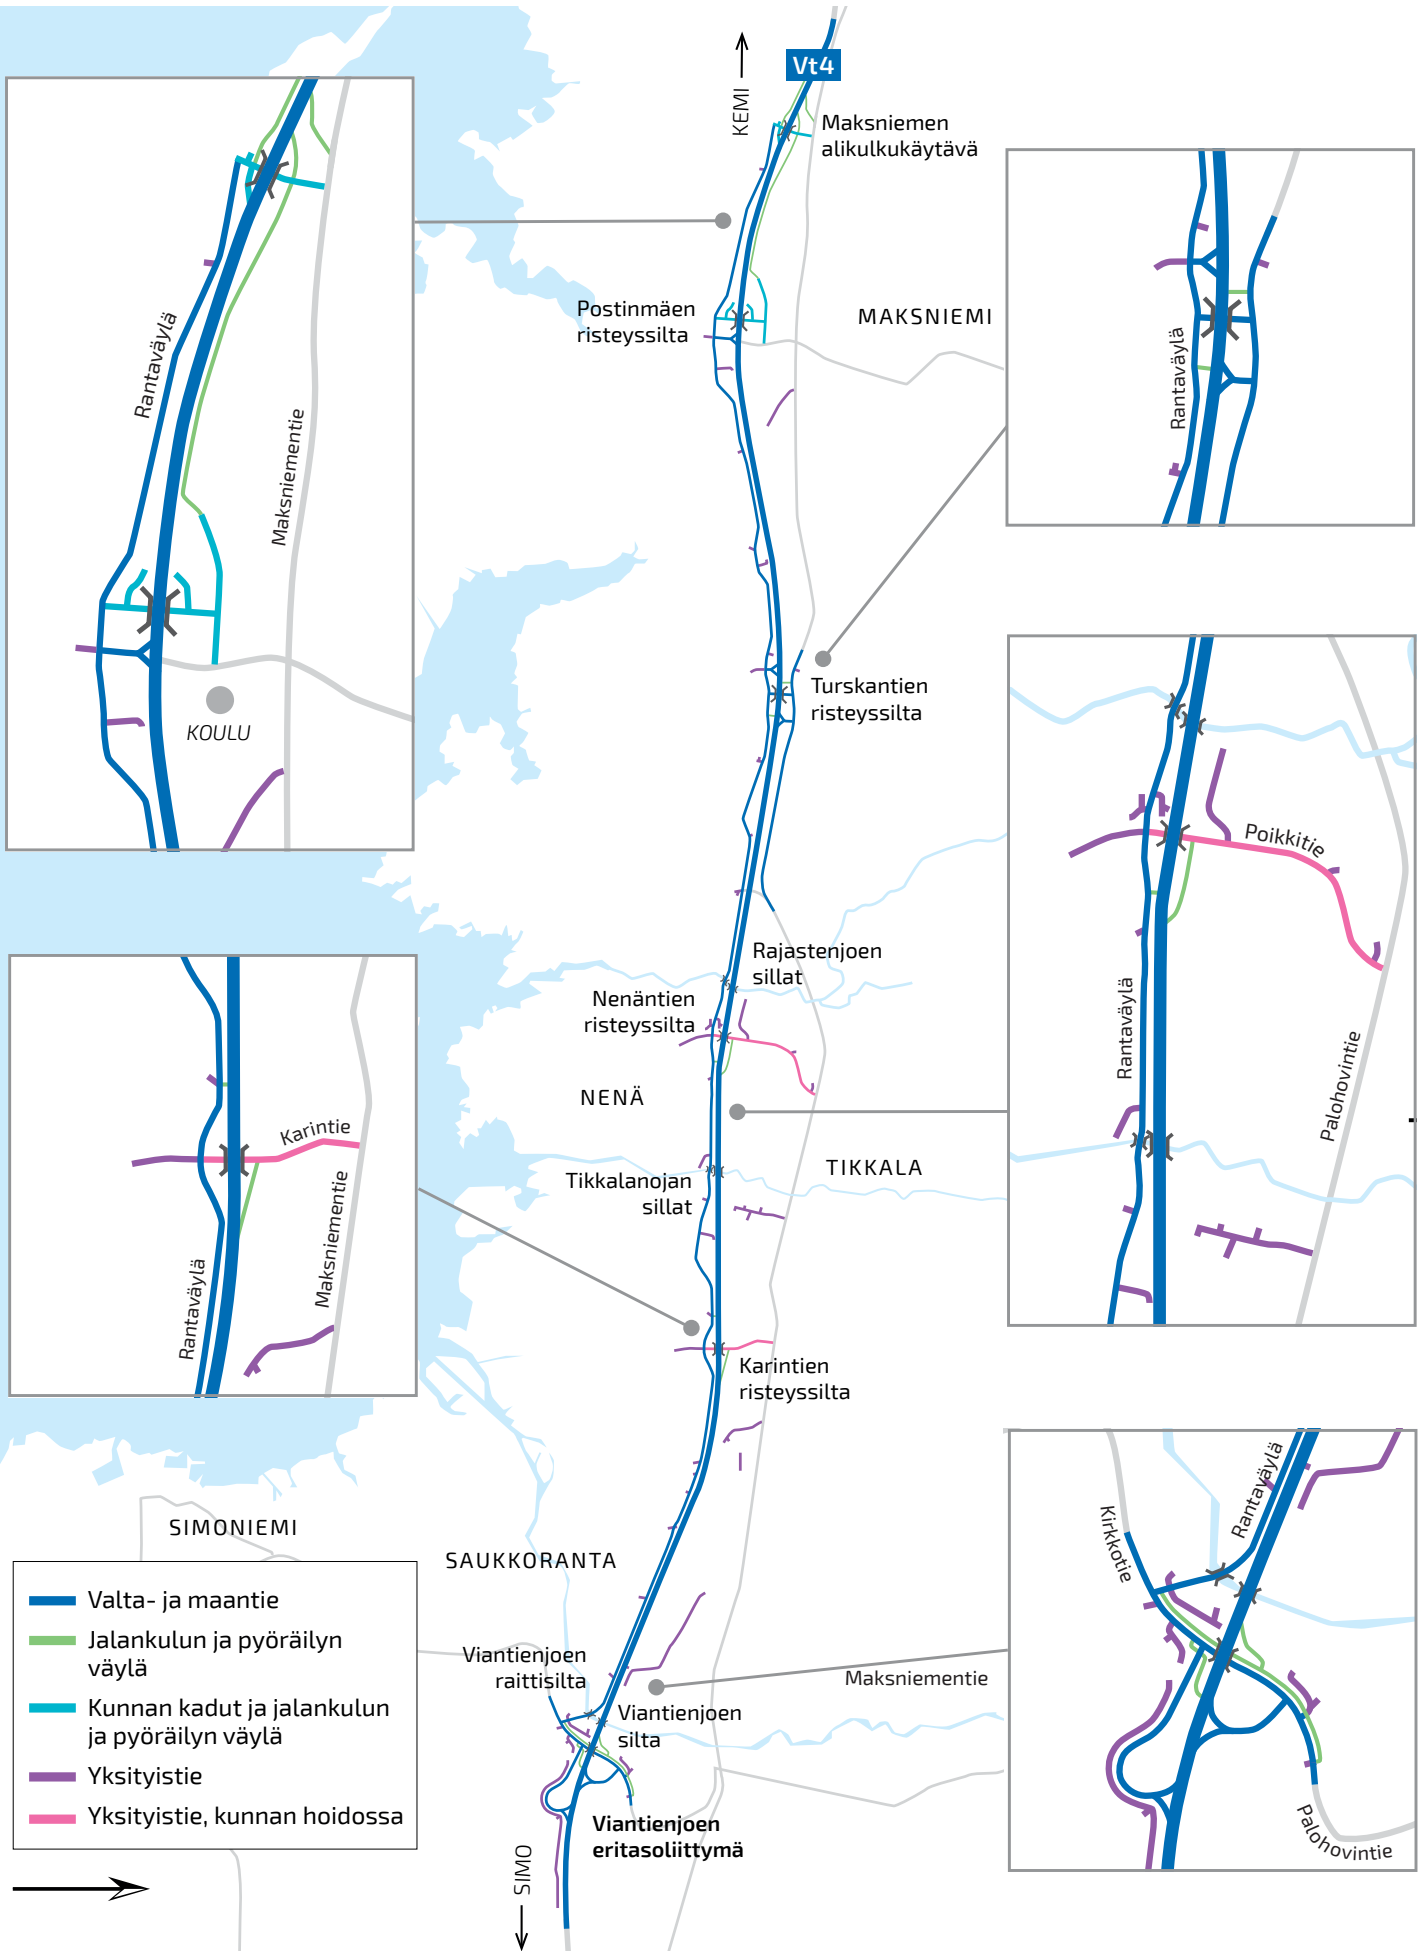 KEMI
Vt4
Maksniemen
alikulkukäytävä
Rantaväylä
Maksniementie
KOULU
Postinmäen
risteyssilta
MAKSNIEMI
Rantaväylä
Turskantien
risteyssilta
Poikkitie
Rantaväylä
Palohovintie
Rajastenjoen
sillat
Nenäntien
risteyssilta
NENÄ
TIKKALA
Tikkalanojan
sillat
Karintie
Maksniementie
Rantaväylä
Karintien
risteyssilta
SIMONIEMI
SAUKKORANTA
Rantaväylä
Kirkkotie
Palohovintie
Viantienjoen
raittisilta
Maksniementie
Viantienjoen
silta
Viantienjoen
eritasoliittymä
SIMO
Valta- ja maantie
Jalankulun ja pyöräilyn
väylä
Kunnan kadut ja jalankulun
ja pyöräilyn väylä
Yksityistie
Yksityistie, kunnan hoidossa